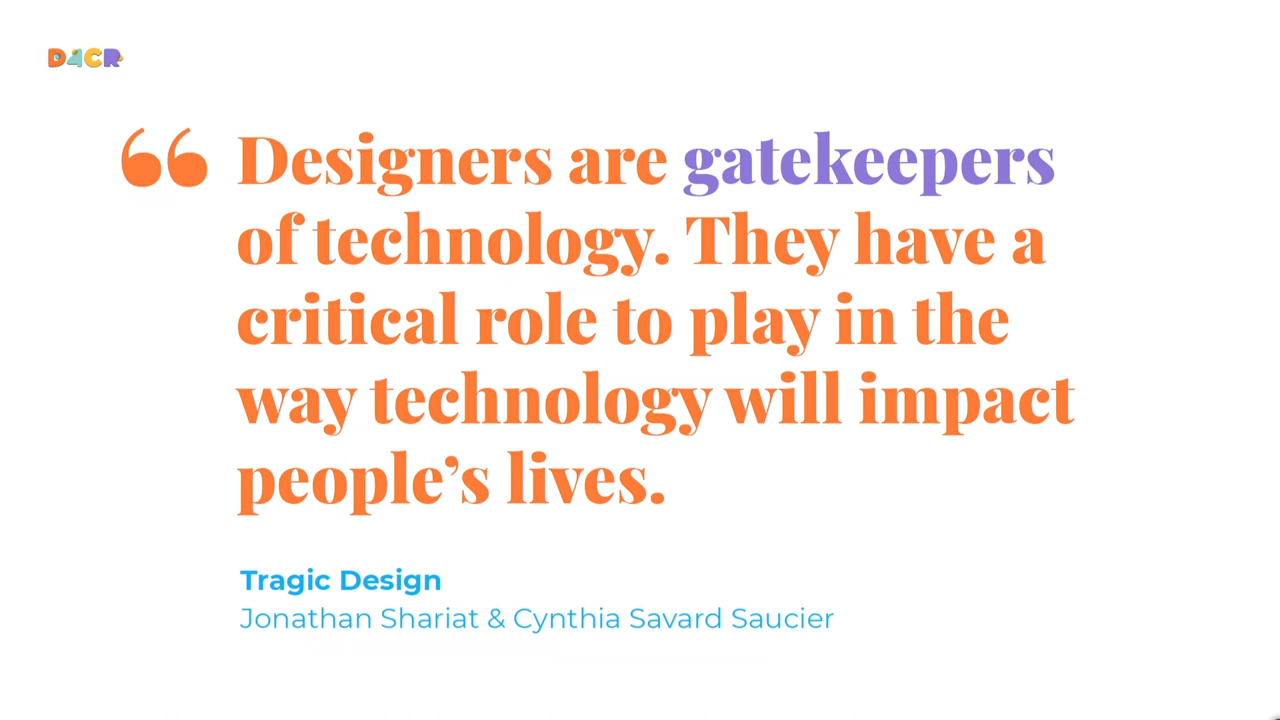 D4CR
“ Designers are gatekeepers
of technology. They have a
critical role to play in the
way technology will impact
people’s lives.
Tragic Design
Jonathan Shariat & Cynthia Savard Saucier